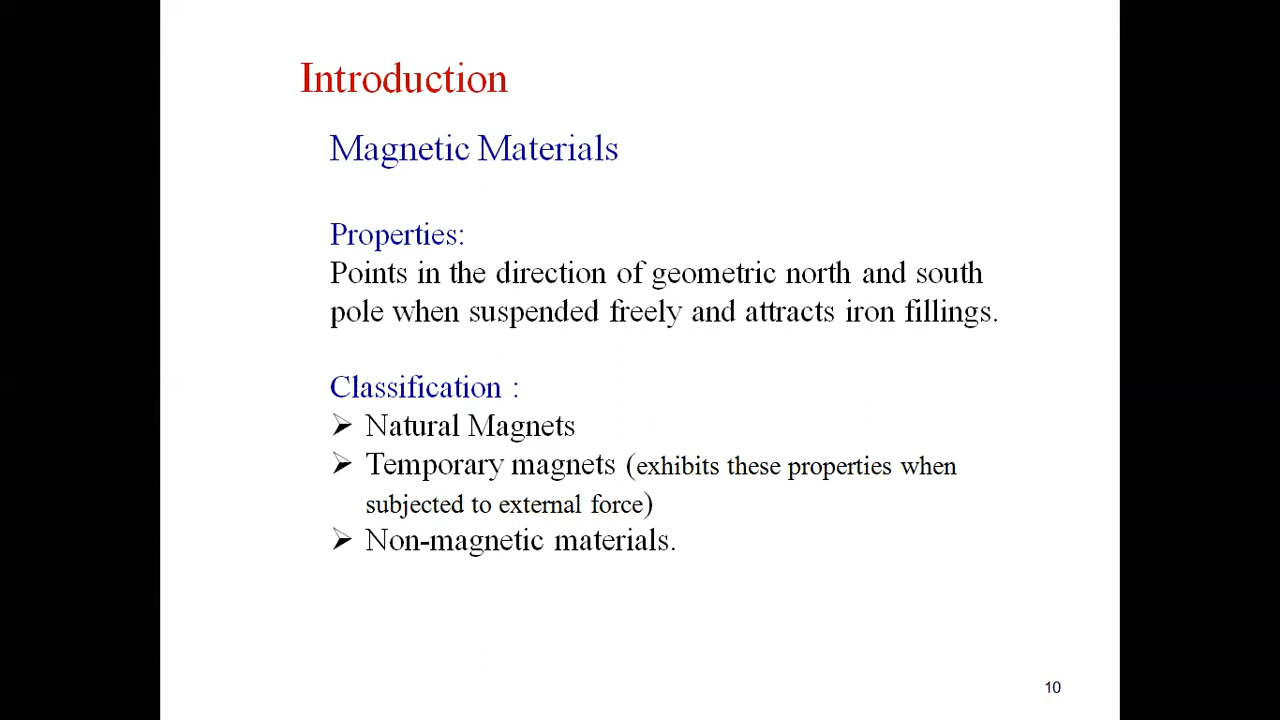 Introduction
Magnetic Materials
Properties:
Points in the direction of geometric north and south
pole when suspended freely and attracts iron fillings.
Classification :
➢ Natural Magnets
➢ Temporary magnets (exhibits these properties when
subjected to external force)
➢ Non-magnetic materials.
10